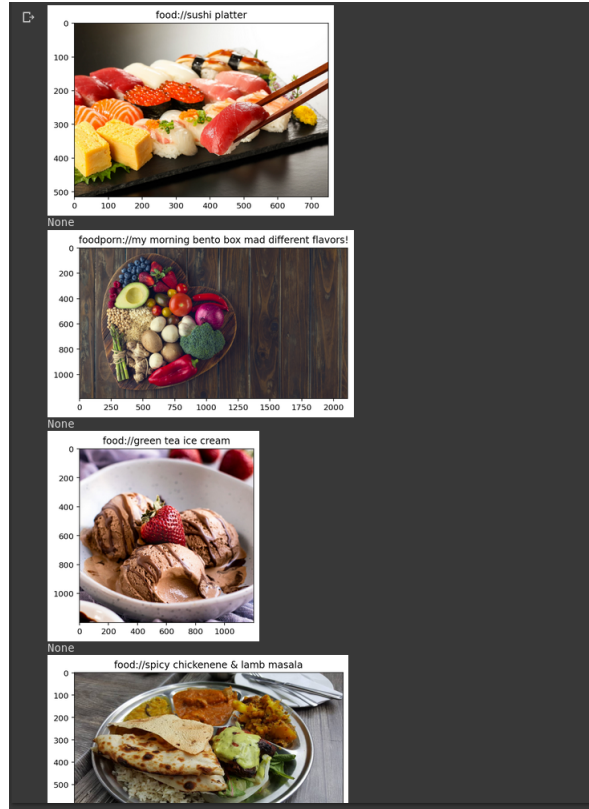 food://sushi platter
0
100
200
300
400
500
0 100 200 300 400 500 600 700
None
foodporn://my morning bento box mad different flavors!
0
200
400
600
800
1000
0 250 500 750 1000 1250 1500 1750 2000
None
food://green tea ice cream
0
200
400
600
800
1000
0 200 400 600 800 1000
None
food://spicy chickenene & lamb masala
0
100
200
300
400
500